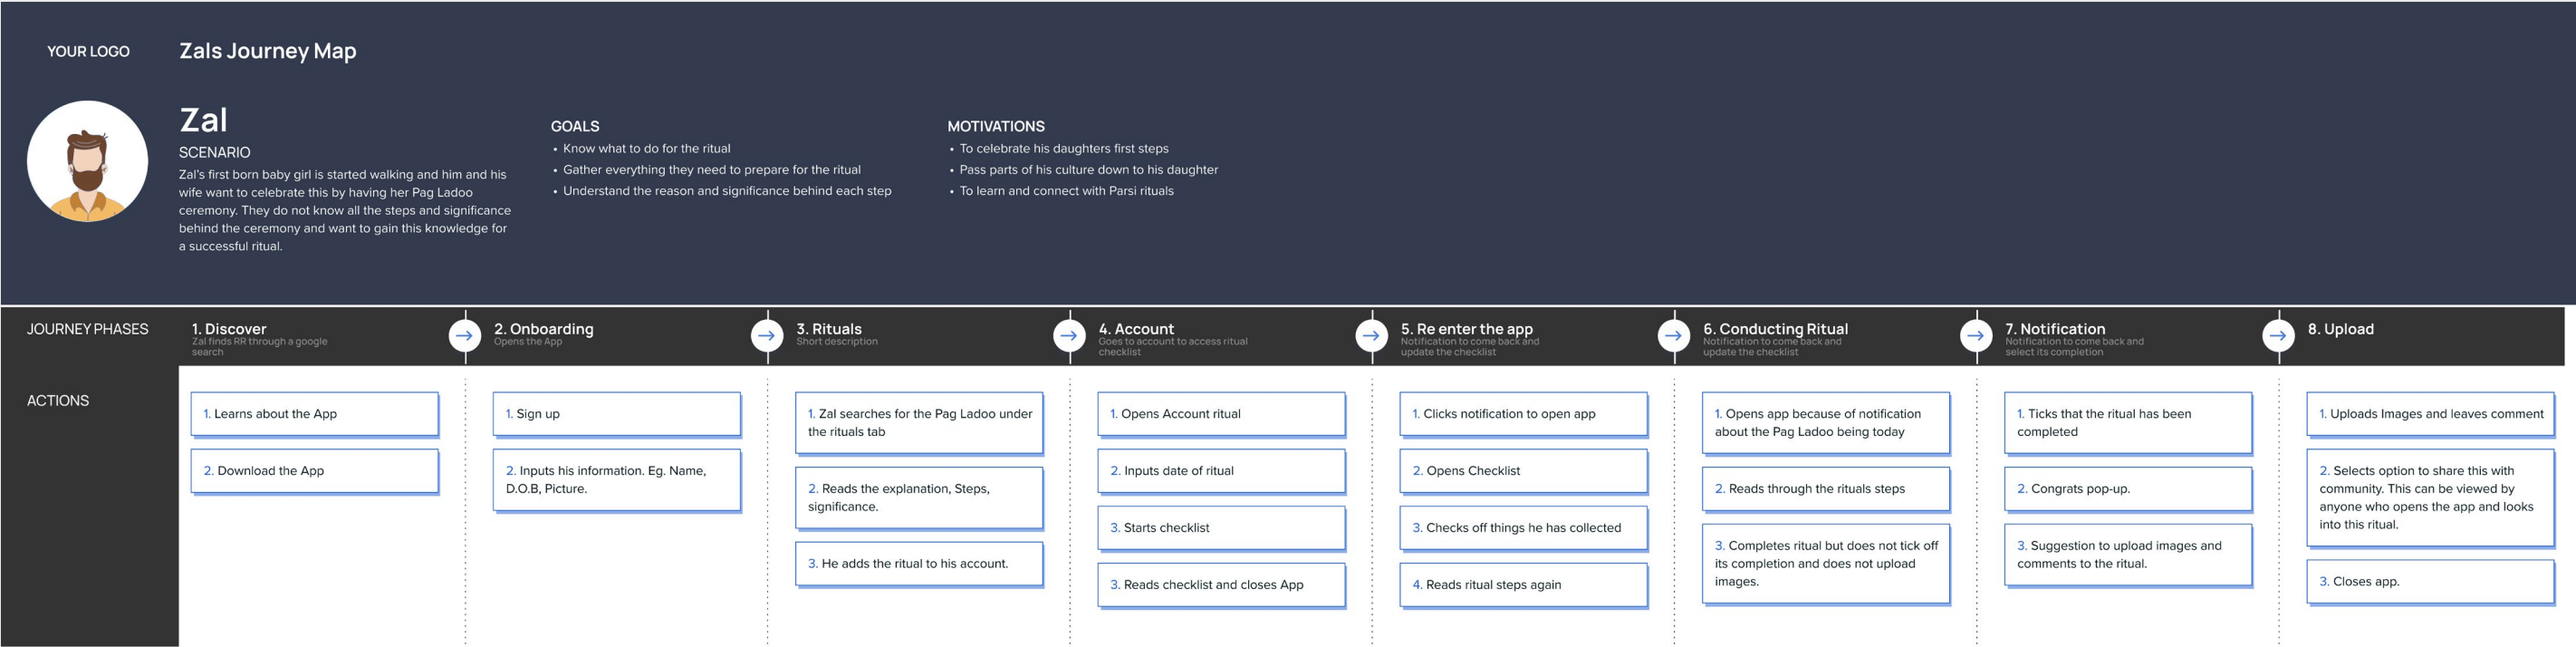 YOUR LOGO
Zals Journey Map
Zal
SCENARIO
Zal's first born baby girl is started walking and him and his
wife want to celebrate this by having her Pag Ladoo
ceremony. They do not know all the steps and significance
behind the ceremony and want to gain this knowledge for
a successful ritual.
GOALS
• Know what to do for the ritual
• Gather everything they need to prepare for the ritual
• Understand the reason and significance behind each step
MOTIVATIONS
• To celebrate his daughters first steps
• Pass parts of his culture down to his daughter
• To learn and connect with Parsi rituals
JOURNEY PHASES
1. Discover
Zal finds RR through a google
search
2. Onboarding
Opens the App
3. Rituals
Short description
4. Account
Goes to account to access ritual
checklist
5. Re enter the app
Notification to come back and
update the checklist
6. Conducting Ritual
Notification to come back and
update the checklist
7. Notification
Notification to come back and
select its completion
8. Upload
ACTIONS
1. Learns about the App
2. Download the App
1. Sign up
2. Inputs his information. Eg. Name,
D.O.B, Picture.
1. Zal searches for the Pag Ladoo under
the rituals tab
2. Reads the explanation, Steps,
significance.
3. He adds the ritual to his account.
1. Opens Account ritual
2. Inputs date of ritual
3. Starts checklist
3. Reads checklist and closes App
1. Clicks notification to open app
2. Opens Checklist
3. Checks off things he has collected
4. Reads ritual steps again
1. Opens app because of notification
about the Pag Ladoo being today
2. Reads through the rituals steps
3. Completes ritual but does not tick off
its completion and does not upload
images.
1. Ticks that the ritual has been
completed
2. Congrats pop-up.
3. Suggestion to upload images and
comments to the ritual.
1. Uploads Images and leaves comment
2. Selects option to share this with
community. This can be viewed by
anyone who opens the app and looks
into this ritual.
3. Closes app.